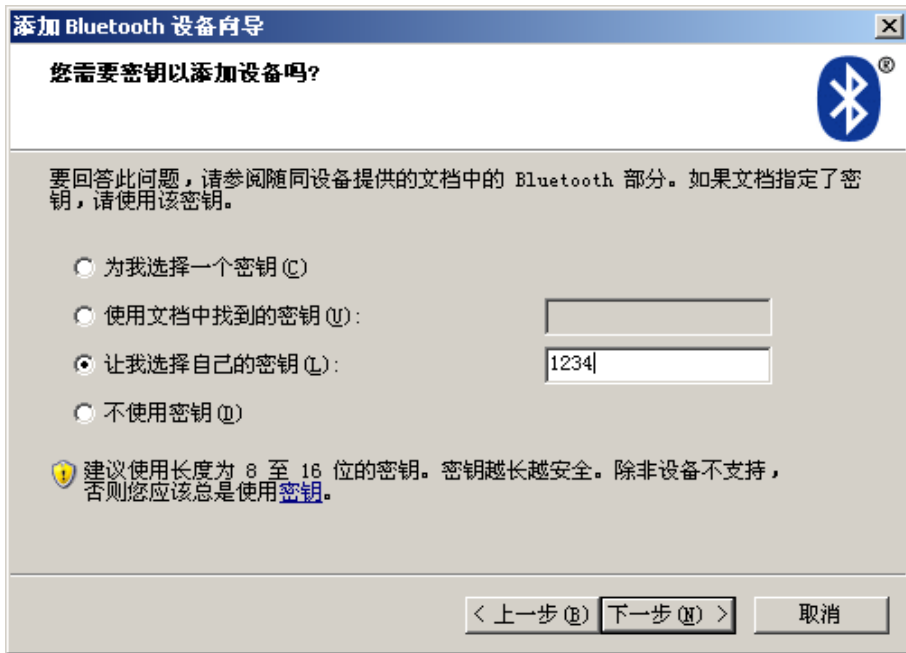 添加 Bluetooth 设备向导
您需要密钥以添加设备吗?
®
要回答此问题,请参阅随同设备提供的文档中的 Bluetooth 部分。如果文档指定了密
钥,请使用该密钥。
为我选择一个密钥(C)
使用文档中找到的密钥(U):
让我选择自己的密钥(L): 1234
不使用密钥(D)
建议使用长度为 8 至 16 位的密钥。密钥越长越安全。除非设备不支持,
否则您应该总是使用密钥。
< 上一步(B) 下一步(N) > 取消